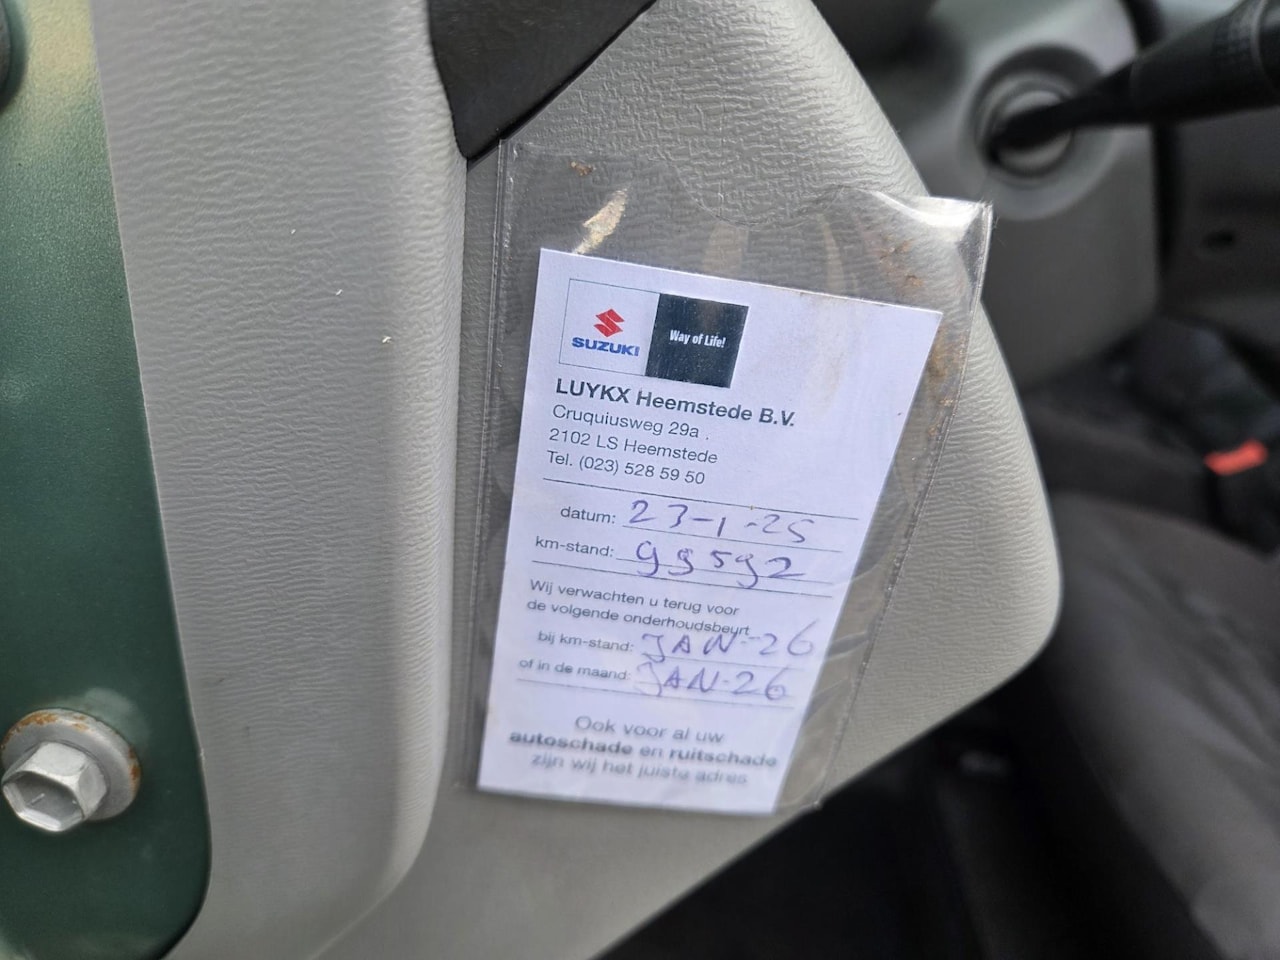 SUZUKI
Way of Life!
LUYKX Heemstede B.V.
Cruquiusweg 29a .
2102 LS Heemstede
Tel. (023) 528 59 50
datum: 23-1-25
km-stand: 99592
Wij verwachten u terug voor
de volgende onderhoudsbeurt
bij km-stand: JAN-26
of in de maand: JAN-26
Ook voor al uw
autoschade en ruitschade
zijn wij het juiste adres